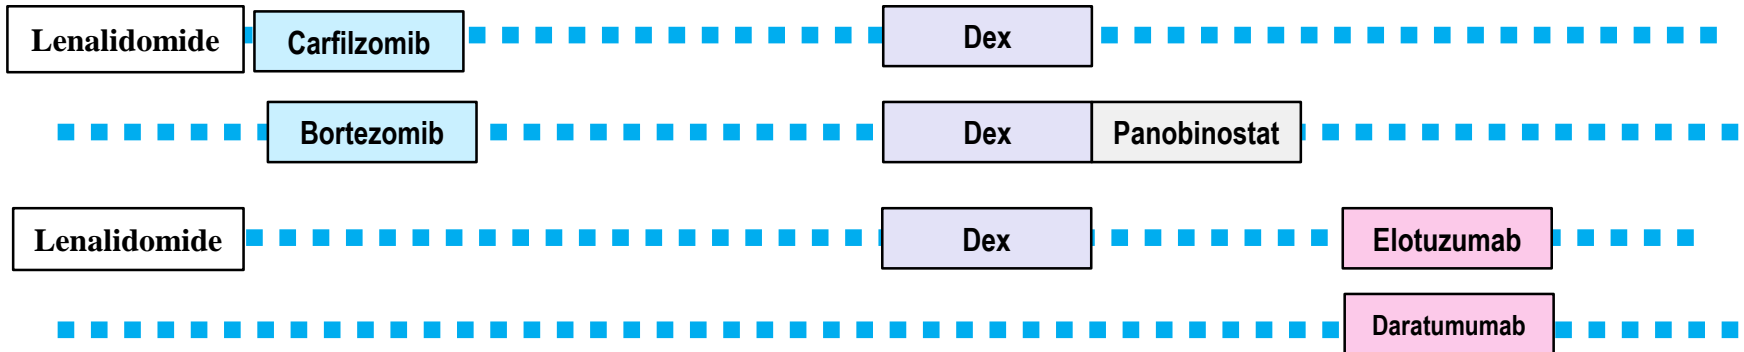 Lenalidomide Carfilzomib Dex
Bortezomib Dex Panobinostat
Lenalidomide Dex Elotuzumab
Daratumumab